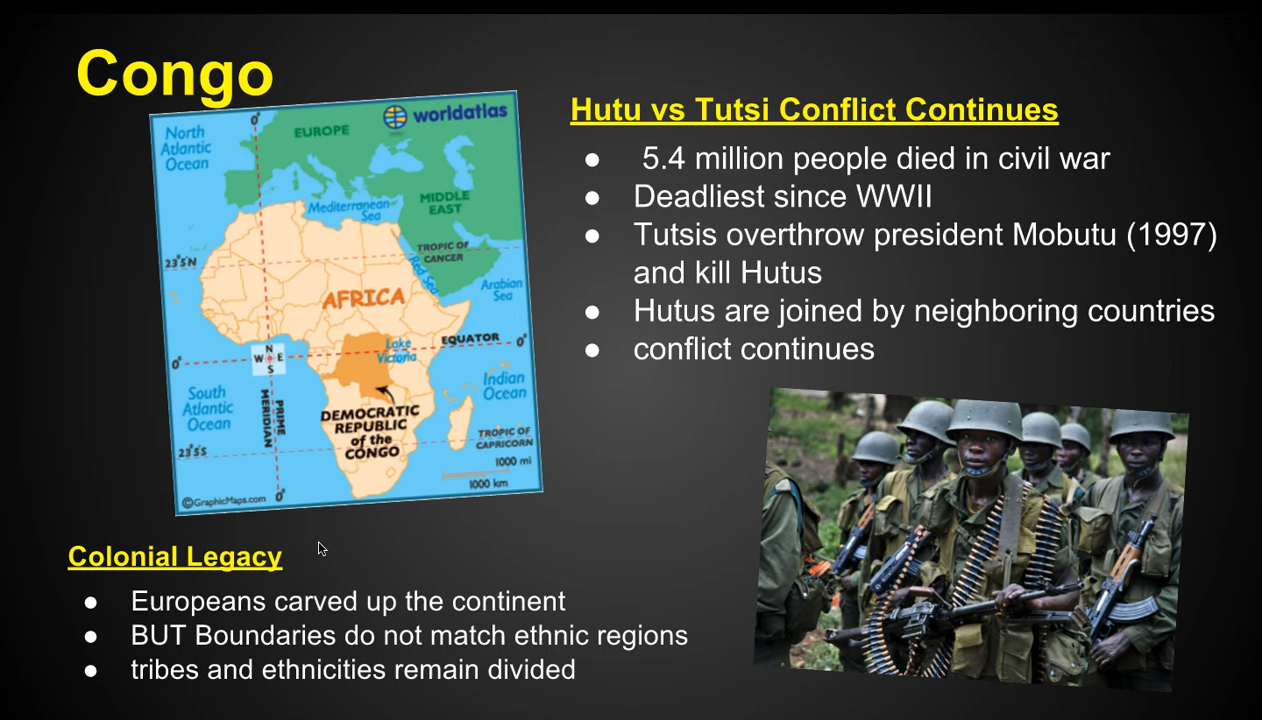 Congo
worldatlas
North
Atlantic
Ocean
0°
EUROPE
Mediterranean
Sea
MIDDLE
EAST
TROPIC OF
CANCER
23°5'N
Red Sea
Arabian
Sea
AFRICA
EQUATOR
0°
0°
Lake
Victoria
N
W E
S
Indian
Ocean
South
Atlantic
Ocean
PRIME
MERIDIAN
DEMOCRATIC
REPUBLIC
of the
CONGO
TROPIC OF
CAPRICORN
23°5'S
1000 mi
1000 km
©GraphicMaps.com
0°
Hutu vs Tutsi Conflict Continues
● 5.4 million people died in civil war
● Deadliest since WWII
● Tutsis overthrow president Mobutu (1997)
and kill Hutus
● Hutus are joined by neighboring countries
● conflict continues
Colonial Legacy
● Europeans carved up the continent
● BUT Boundaries do not match ethnic regions
● tribes and ethnicities remain divided